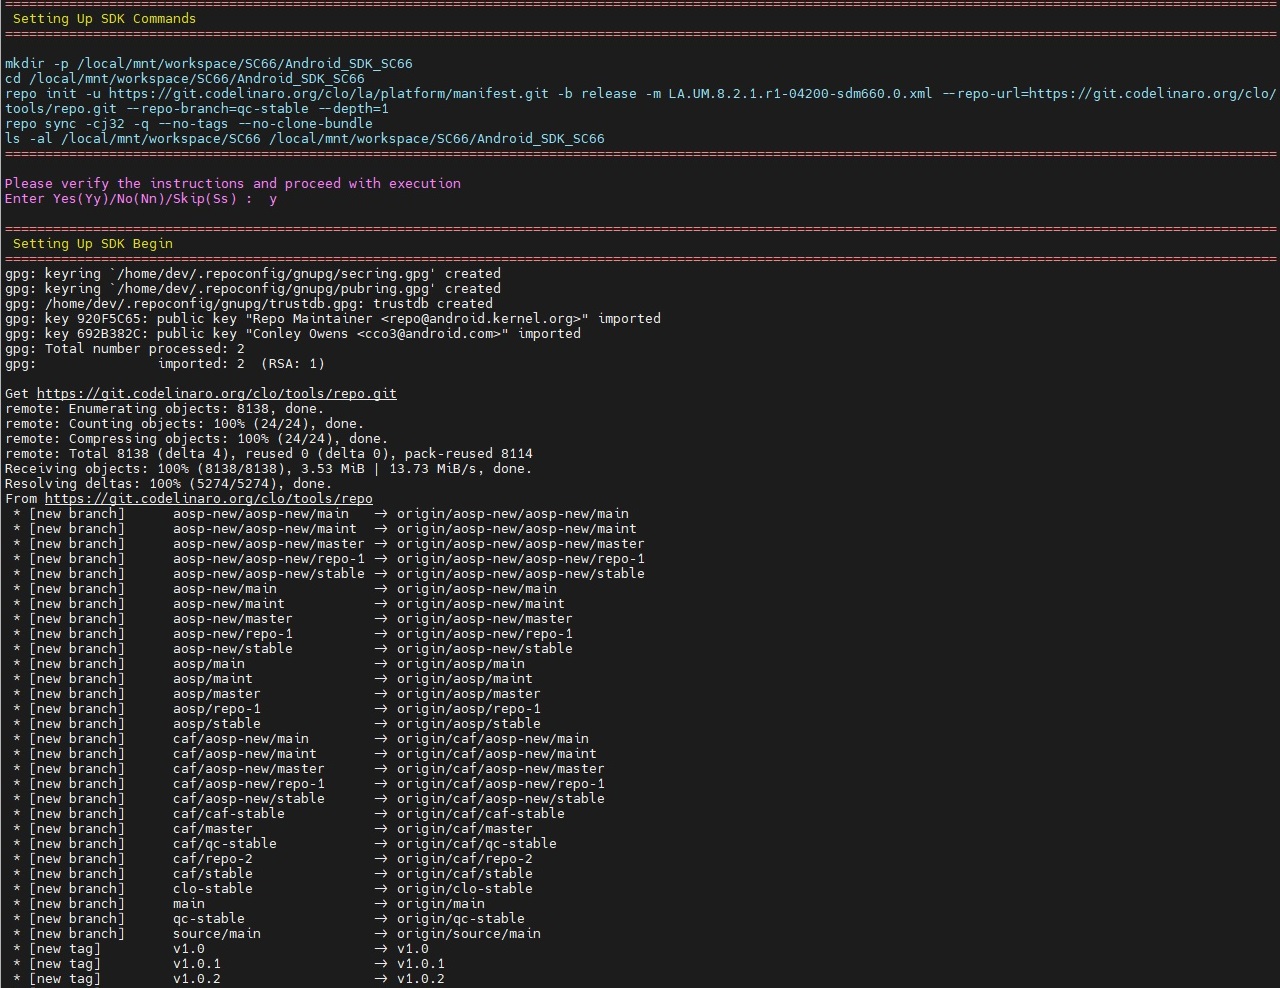 Setting Up SDK Commands
mkdir -p /local/mnt/workspace/SC66/Android_SDK_SC66
cd /local/mnt/workspace/SC66/Android_SDK_SC66
repo init -u https://git.codelinaro.org/clo/la/platform/manifest.git -b release -m LA.UM.8.2.1.r1-04200-sdm660.0.xml --repo-url=https://git.codelinaro.org/clo/
tools/repo.git --repo-branch=qc-stable --depth=1
repo sync -cj32 -q --no-tags --no-clone-bundle
ls -al /local/mnt/workspace/SC66 /local/mnt/workspace/SC66/Android_SDK_SC66
Please verify the instructions and proceed with execution
Enter Yes(Yy)/No(Nn)/Skip(Ss) :  y
Setting Up SDK Begin
gpg: keyring `/home/dev/.repoconfig/gnupg/secring.gpg' created
gpg: keyring `/home/dev/.repoconfig/gnupg/pubring.gpg' created
gpg: /home/dev/.repoconfig/gnupg/trustdb.gpg: trustdb created
gpg: key 920F5C65: public key "Repo Maintainer <repo@android.kernel.org>" imported
gpg: key 692B382C: public key "Conley Owens <cco3@android.com>" imported
gpg: Total number processed: 2
gpg:               imported: 2  (RSA: 1)
Get https://git.codelinaro.org/clo/tools/repo.git
remote: Enumerating objects: 8138, done.
remote: Counting objects: 100% (24/24), done.
remote: Compressing objects: 100% (24/24), done.
remote: Total 8138 (delta 4), reused 0 (delta 0), pack-reused 8114
Receiving objects: 100% (8138/8138), 3.53 MiB | 13.73 MiB/s, done.
Resolving deltas: 100% (5274/5274), done.
From https://git.codelinaro.org/clo/tools/repo
* [new branch]      aosp-new/aosp-new/main   -> origin/aosp-new/aosp-new/main
* [new branch]      aosp-new/aosp-new/maint  -> origin/aosp-new/aosp-new/maint
* [new branch]      aosp-new/aosp-new/master -> origin/aosp-new/aosp-new/master
* [new branch]      aosp-new/aosp-new/repo-1 -> origin/aosp-new/aosp-new/repo-1
* [new branch]      aosp-new/aosp-new/stable -> origin/aosp-new/aosp-new/stable
* [new branch]      aosp-new/main            -> origin/aosp-new/main
* [new branch]      aosp-new/maint           -> origin/aosp-new/maint
* [new branch]      aosp-new/master          -> origin/aosp-new/master
* [new branch]      aosp-new/repo-1          -> origin/aosp-new/repo-1
* [new branch]      aosp-new/stable          -> origin/aosp-new/stable
* [new branch]      aosp/main                -> origin/aosp/main
* [new branch]      aosp/maint               -> origin/aosp/maint
* [new branch]      aosp/master              -> origin/aosp/master
* [new branch]      aosp/repo-1              -> origin/aosp/repo-1
* [new branch]      aosp/stable              -> origin/aosp/stable
* [new branch]      caf/aosp-new/main        -> origin/caf/aosp-new/main
* [new branch]      caf/aosp-new/maint       -> origin/caf/aosp-new/maint
* [new branch]      caf/aosp-new/master      -> origin/caf/aosp-new/master
* [new branch]      caf/aosp-new/repo-1      -> origin/caf/aosp-new/repo-1
* [new branch]      caf/aosp-new/stable      -> origin/caf/aosp-new/stable
* [new branch]      caf/caf-stable           -> origin/caf/caf-stable
* [new branch]      caf/master               -> origin/caf/master
* [new branch]      caf/qc-stable            -> origin/caf/qc-stable
* [new branch]      caf/repo-2               -> origin/caf/repo-2
* [new branch]      caf/stable               -> origin/caf/stable
* [new branch]      clo-stable               -> origin/clo-stable
* [new branch]      main                     -> origin/main
* [new branch]      qc-stable                -> origin/qc-stable
* [new branch]      source/main              -> origin/source/main
* [new tag]         v1.0                     -> v1.0
* [new tag]         v1.0.1                   -> v1.0.1
* [new tag]         v1.0.2                   -> v1.0.2